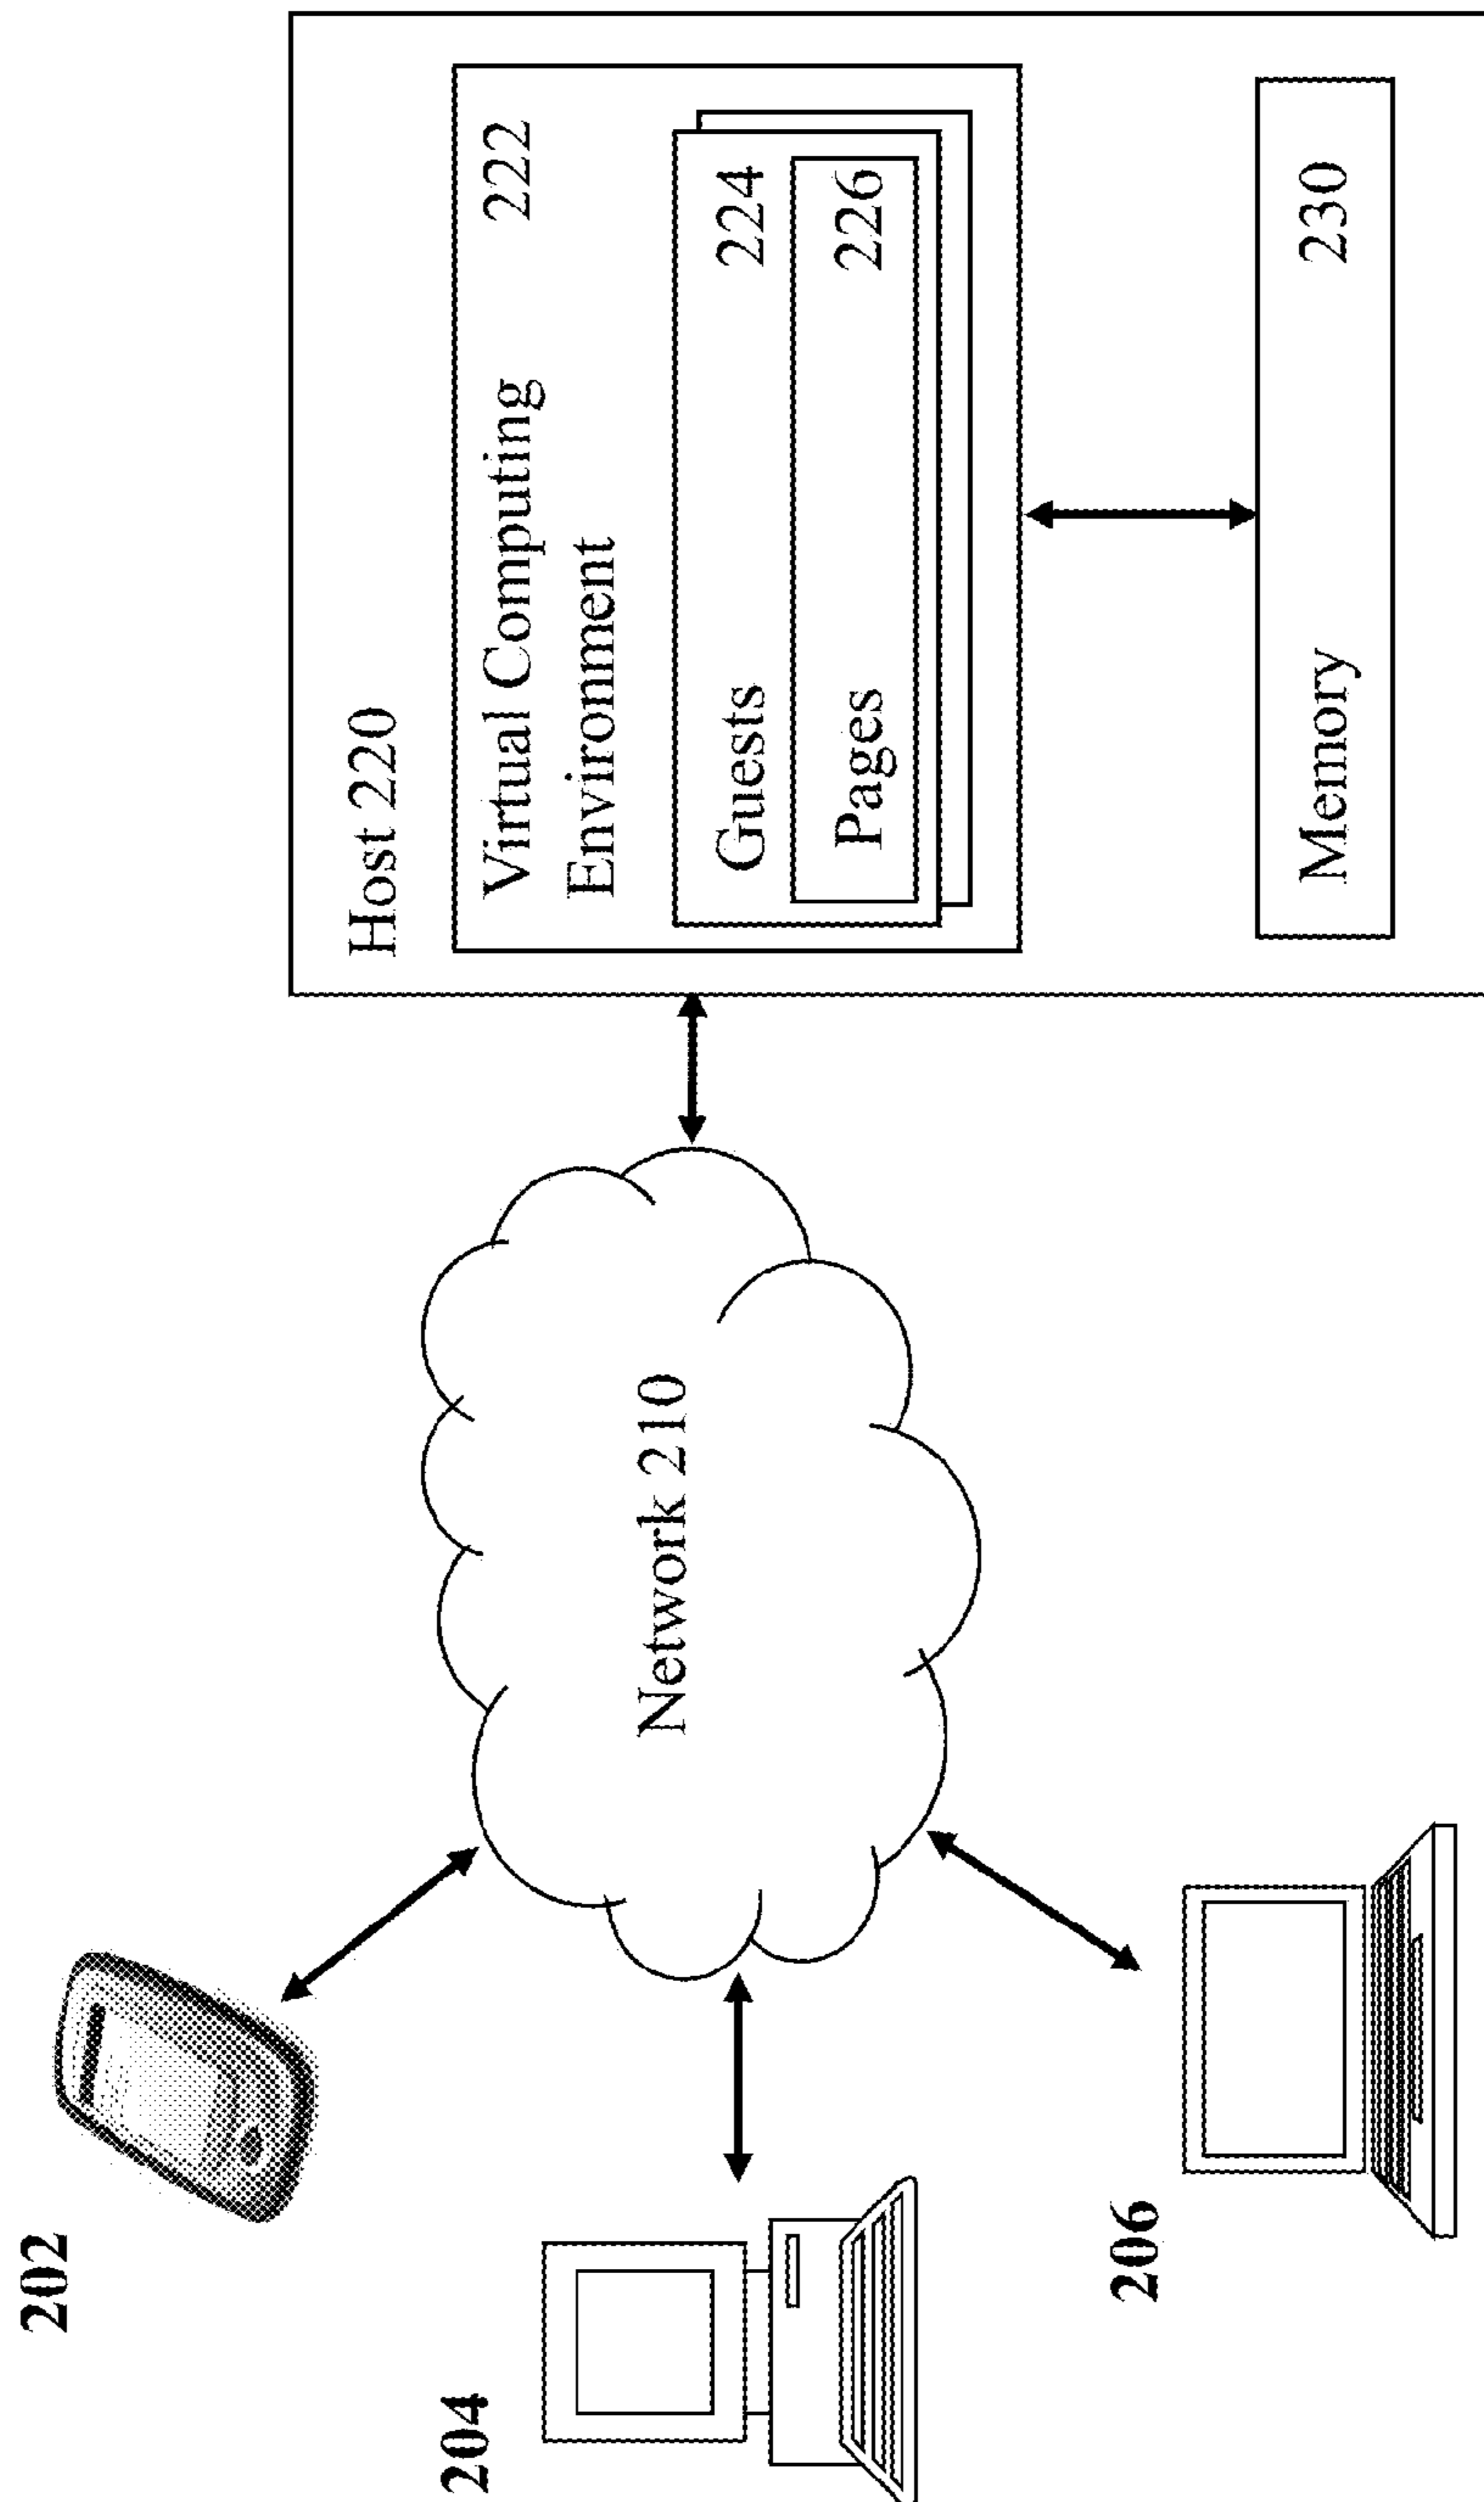 202
204
206
Network 210
Host 220
Virtual Computing 222
Environment
Guests 224
Pages 226
Memory 230